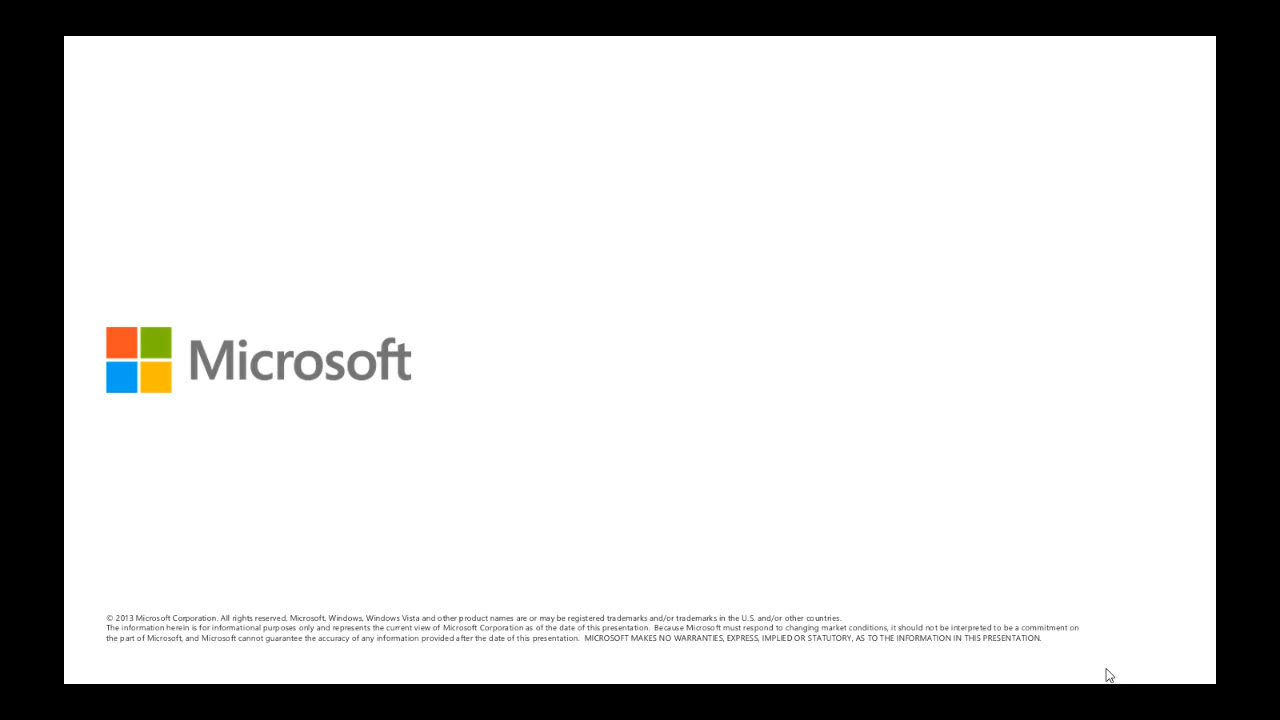 Microsoft
© 2013 Microsoft Corporation. All rights reserved. Microsoft, Windows, Windows Vista and other product names are or may be registered trademarks and/or trademarks in the U.S. and/or other countries.
The information herein is for informational purposes only and represents the current view of Microsoft Corporation as of the date of this presentation. Because Microsoft must respond to changing market conditions, it should not be interpreted to be a commitment on
the part of Microsoft, and Microsoft cannot guarantee the accuracy of any information provided after the date of this presentation. MICROSOFT MAKES NO WARRANTIES, EXPRESS, IMPLIED OR STATUTORY, AS TO THE INFORMATION IN THIS PRESENTATION.